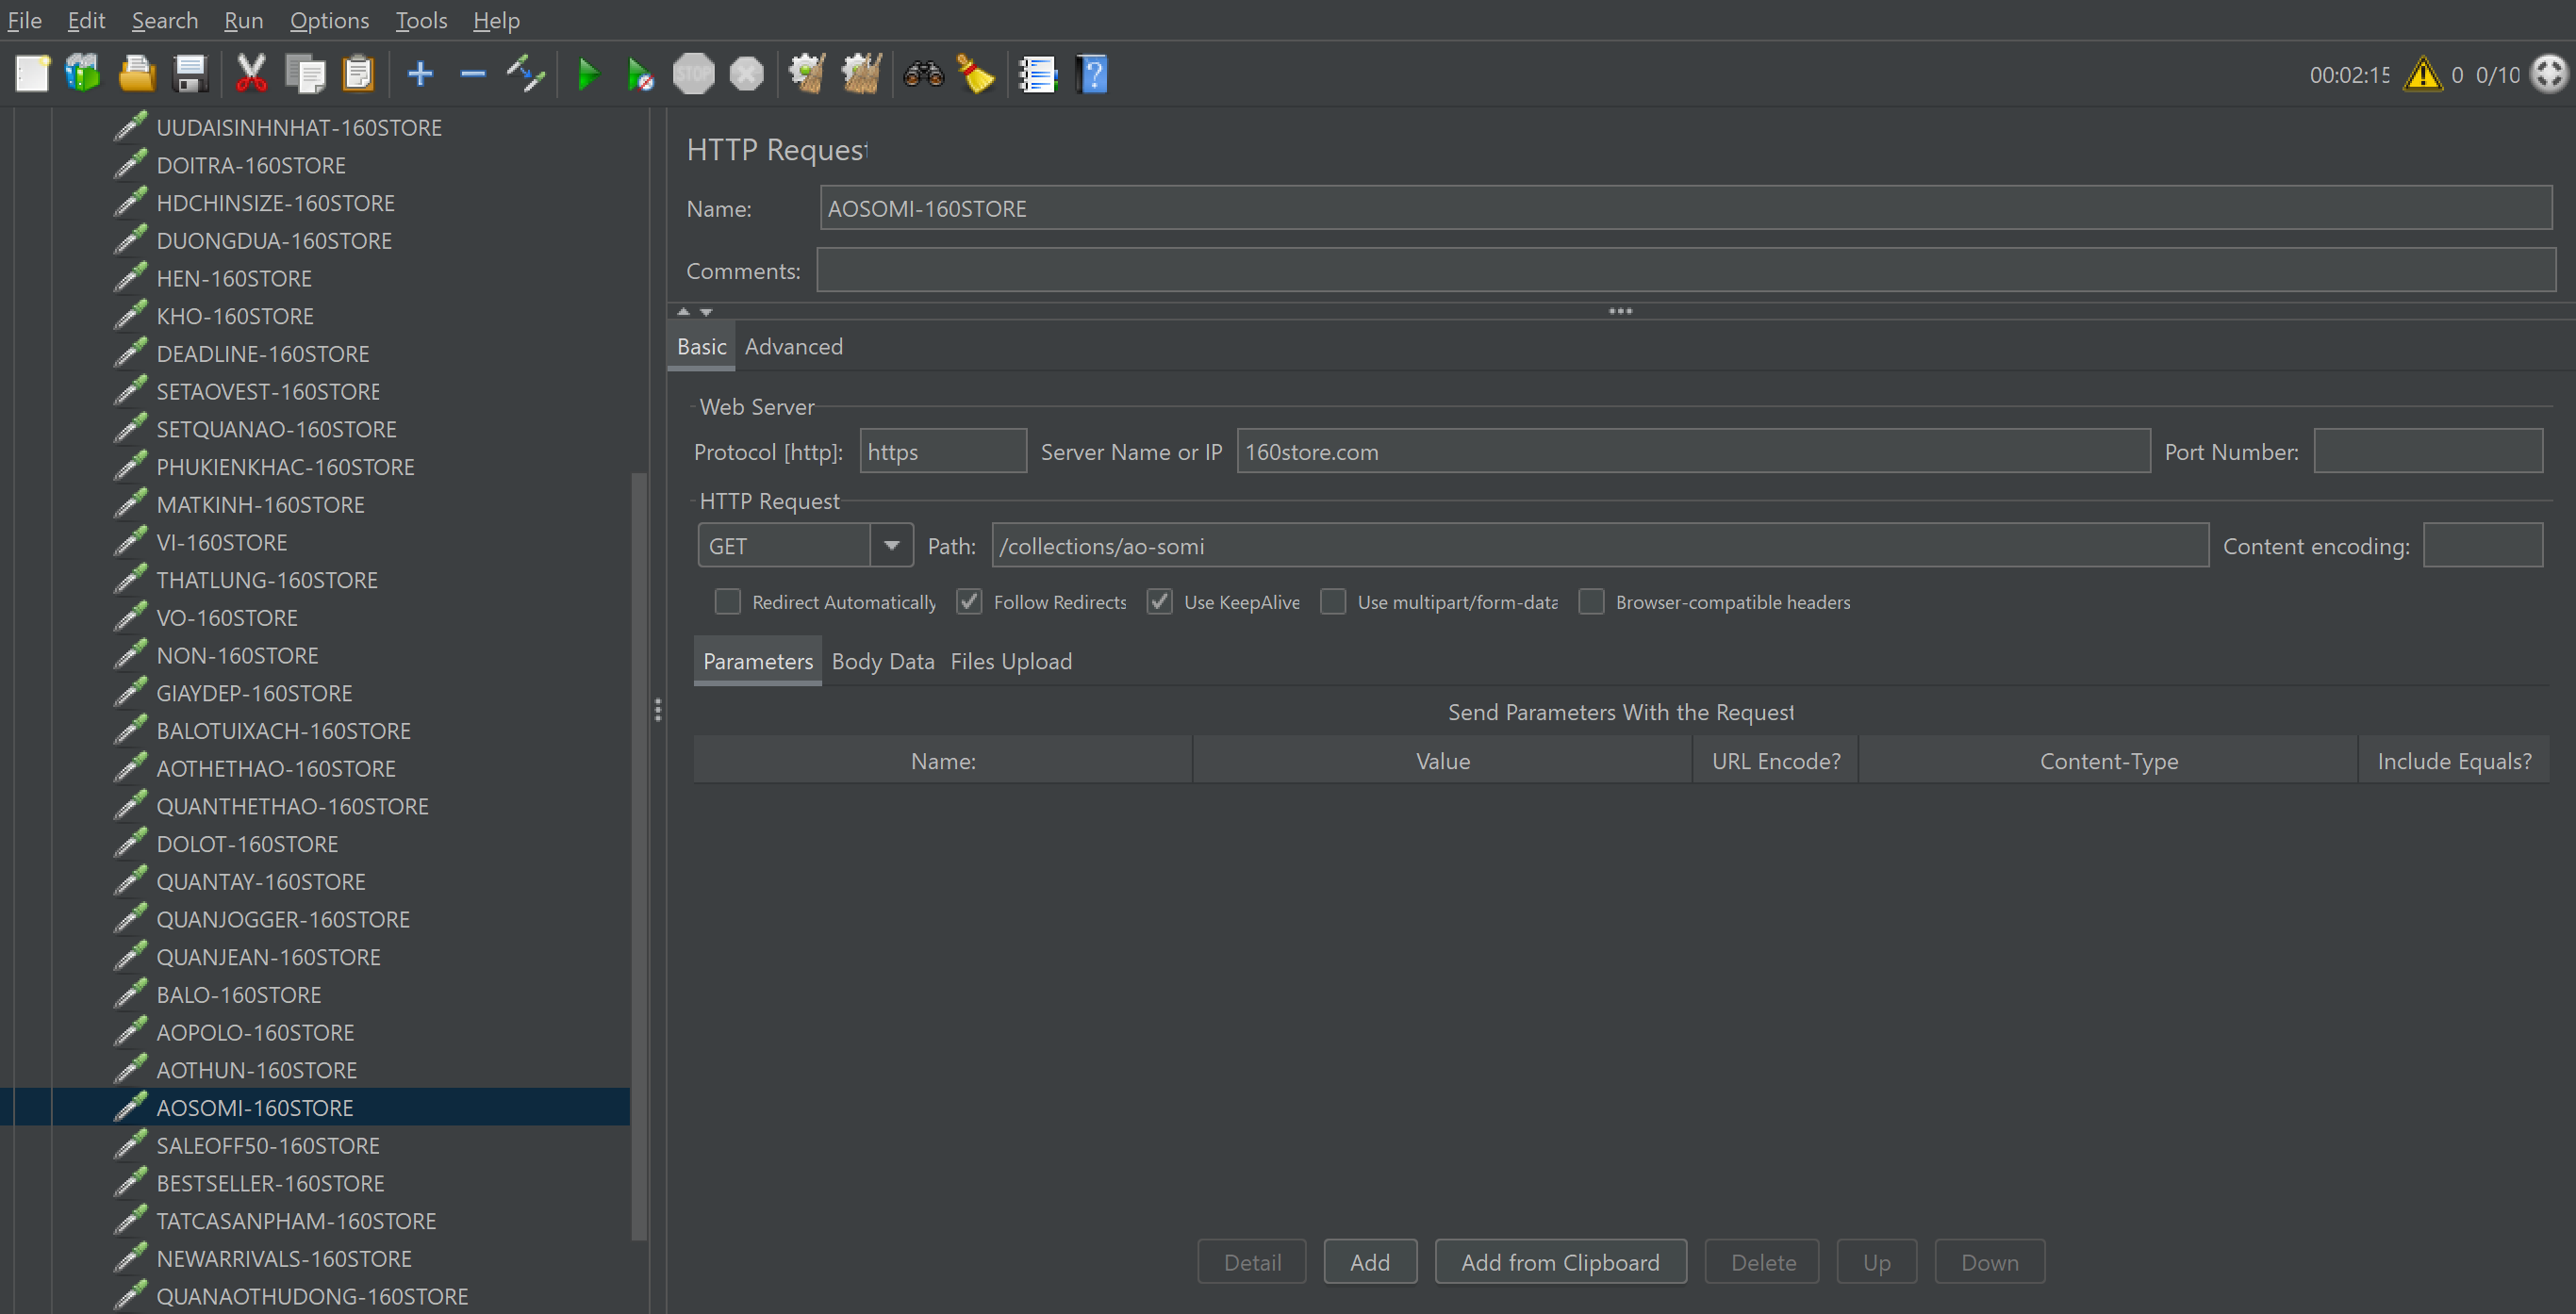 File Edit Search Run Options Tools Help
STOP
00:02:15 0 0/10
UUDAISINHNHAT-160STORE
DOITRA-160STORE
HDCHINSIZE-160STORE
DUONGDUA-160STORE
HEN-160STORE
KHO-160STORE
DEADLINE-160STORE
SETAOVEST-160STORE
SETQUANAO-160STORE
PHUKIENKHAC-160STORE
MATKINH-160STORE
VI-160STORE
THATLUNG-160STORE
VO-160STORE
NON-160STORE
GIAYDEP-160STORE
BALOTUIXACH-160STORE
AOTHETHAO-160STORE
QUANTHETHAO-160STORE
DOLOT-160STORE
QUANTAY-160STORE
QUANJOGGER-160STORE
QUANJEAN-160STORE
BALO-160STORE
AOPOLO-160STORE
AOTHUN-160STORE
AOSOMI-160STORE
SALEOFF50-160STORE
BESTSELLER-160STORE
TATCASANPHAM-160STORE
NEWARRIVALS-160STORE
QUANAOTHUDONG-160STORE
HTTP Request
Name: AOSOMI-160STORE
Comments:
Basic Advanced
Web Server
Protocol [http]: https Server Name or IP 160store.com Port Number:
HTTP Request
GET Path: /collections/ao-somi Content encoding:
Redirect Automatically Follow Redirects Use KeepAlive Use multipart/form-data Browser-compatible headers
Parameters Body Data Files Upload
Send Parameters With the Request
Name: Value URL Encode? Content-Type Include Equals?
Detail Add Add from Clipboard Delete Up Down